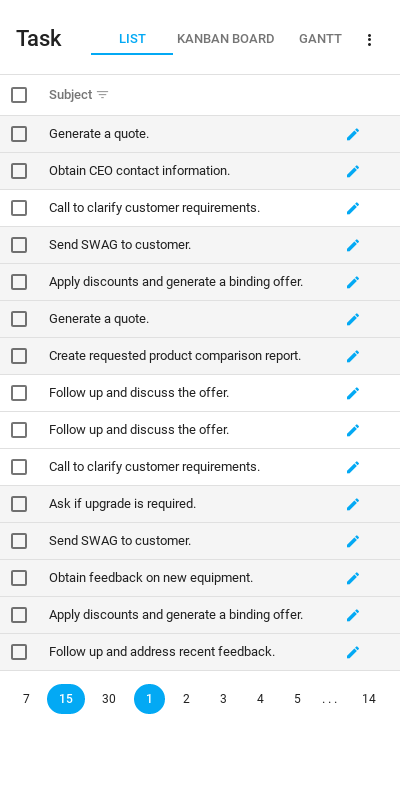 Task LIST KANBAN BOARD GANTT
Subject
Generate a quote.
Obtain CEO contact information.
Call to clarify customer requirements.
Send SWAG to customer.
Apply discounts and generate a binding offer.
Generate a quote.
Create requested product comparison report.
Follow up and discuss the offer.
Follow up and discuss the offer.
Call to clarify customer requirements.
Ask if upgrade is required.
Send SWAG to customer.
Obtain feedback on new equipment.
Apply discounts and generate a binding offer.
Follow up and address recent feedback.
7 15 30 1 2 3 4 5 ... 14